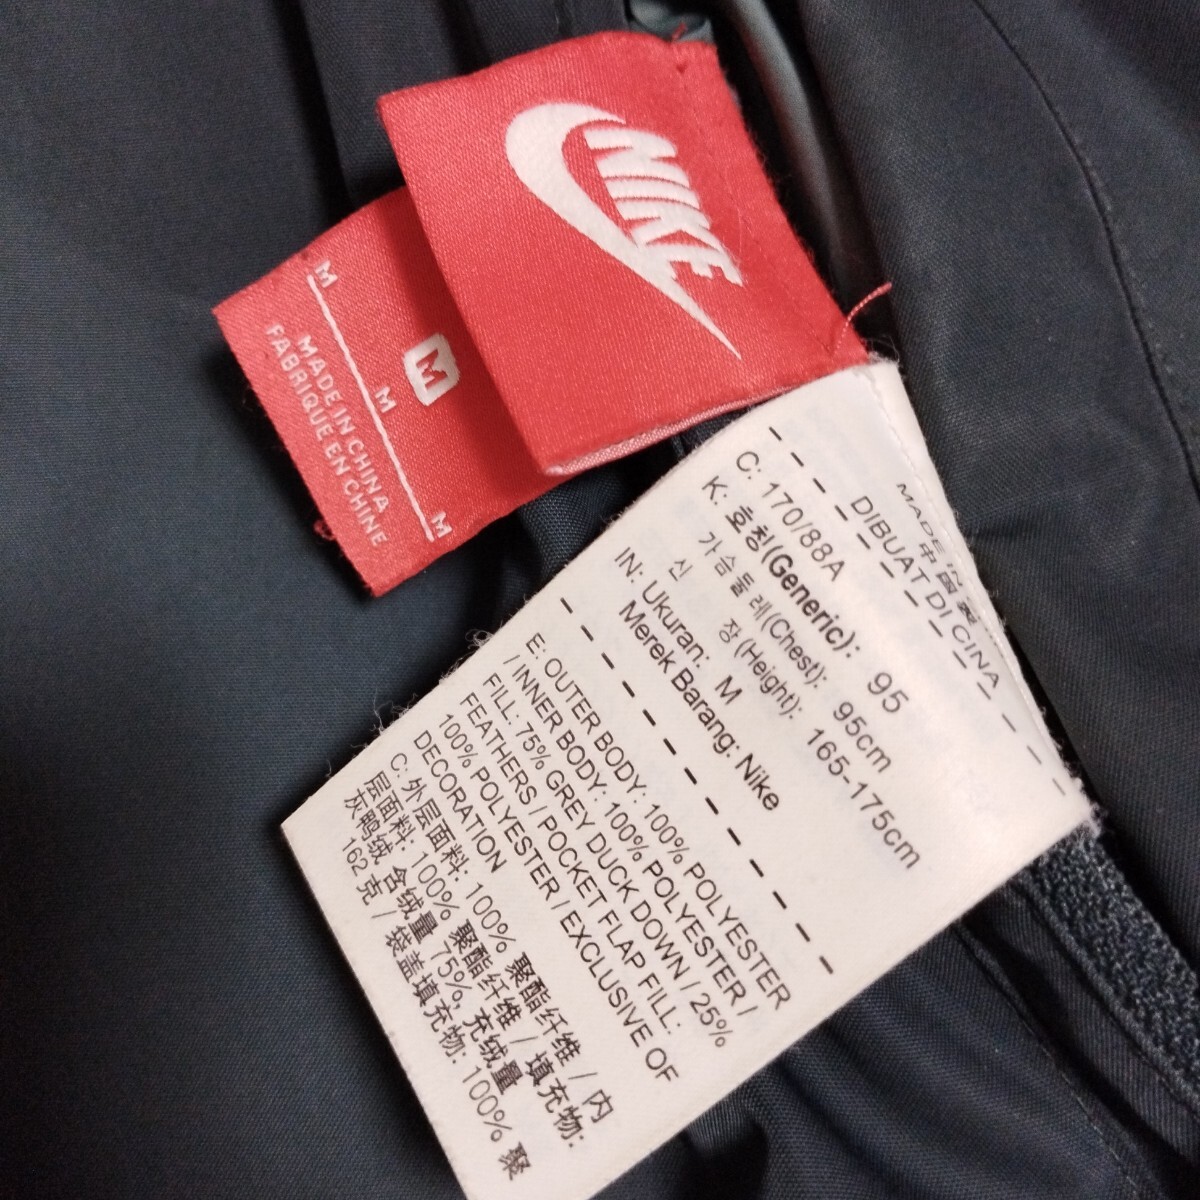 NIKE
M
M
M
M
MADE IN CHINA
FABRIQUE EN CHINE
MADE IN
中国製
DIBUAT DI CINA
C: 170/88A
K: 호칭(Generic): 95
가슴둘레(Chest): 95cm
신 장(Height): 165-175cm
IN: Ukuran: M
Merek Barang: Nike
E: OUTER BODY: 100% POLYESTER
/ INNER BODY: 100% POLYESTER /
FILL: 75% GREY DUCK DOWN / 25%
FEATHERS / POCKET FLAP FILL:
100% POLYESTER / EXCLUSIVE OF
DECORATION
C: 外层面料: 100% 聚酯纤维 / 内
层面料: 100% 聚酯纤维 / 填充物:
灰鸭绒 含绒量 75%, 充绒量
162 克 / 袋盖填充物: 100% 聚